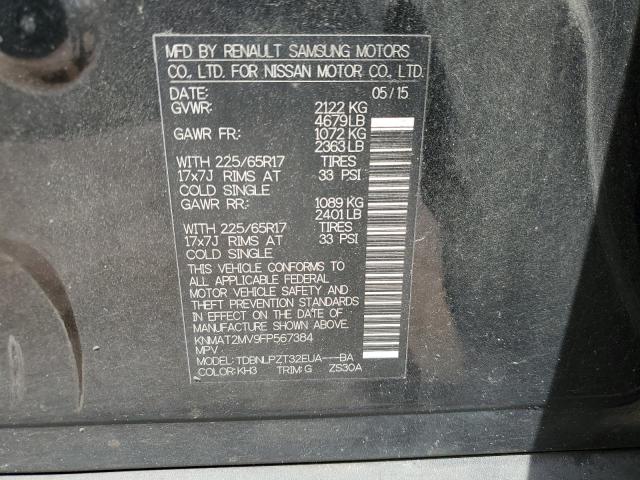 MFD BY RENAULT SAMSUNG MOTORS
CO., LTD. FOR NISSAN MOTOR CO., LTD.
DATE: 05/15
GVWR: 2122 KG
4679 LB
GAWR FR: 1072 KG
2363 LB
WITH 225/65R17 TIRES
17x7J RIMS AT 33 PSI
COLD SINGLE
GAWR RR: 1089 KG
2401 LB
WITH 225/65R17 TIRES
17x7J RIMS AT 33 PSI
COLD SINGLE
THIS VEHICLE CONFORMS TO
ALL APPLICABLE FEDERAL
MOTOR VEHICLE SAFETY AND
THEFT PREVENTION STANDARDS
IN EFFECT ON THE DATE OF
MANUFACTURE SHOWN ABOVE.
KNMAT2MV9FP567384
MPV
MODEL: TDBNLPZT32EUA---BA
COLOR: KH3 TRIM: G ZS30A